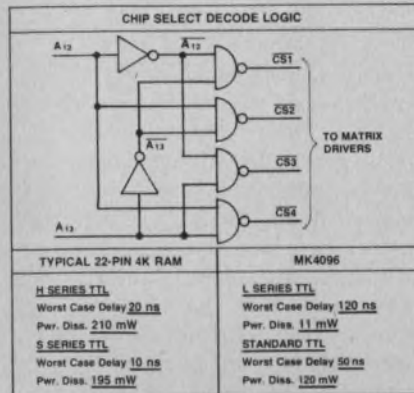 CHIP SELECT DECODE LOGIC
A12
A12
CS1
CS2
TO MATRIX
DRIVERS
A13
CS3
A13
CS4
TYPICAL 22-PIN 4K RAM
H SERIES TTL
Worst Case Delay 20 ns
Pwr. Diss. 210 mW
S SERIES TTL
Worst Case Delay 10 ns
Pwr. Diss. 195 mW
MK4096
L SERIES TTL
Worst Case Delay 120 ns
Pwr. Diss. 11 mW
STANDARD TTL
Worst Case Delay 50 ns
Pwr. Diss. 120 mW